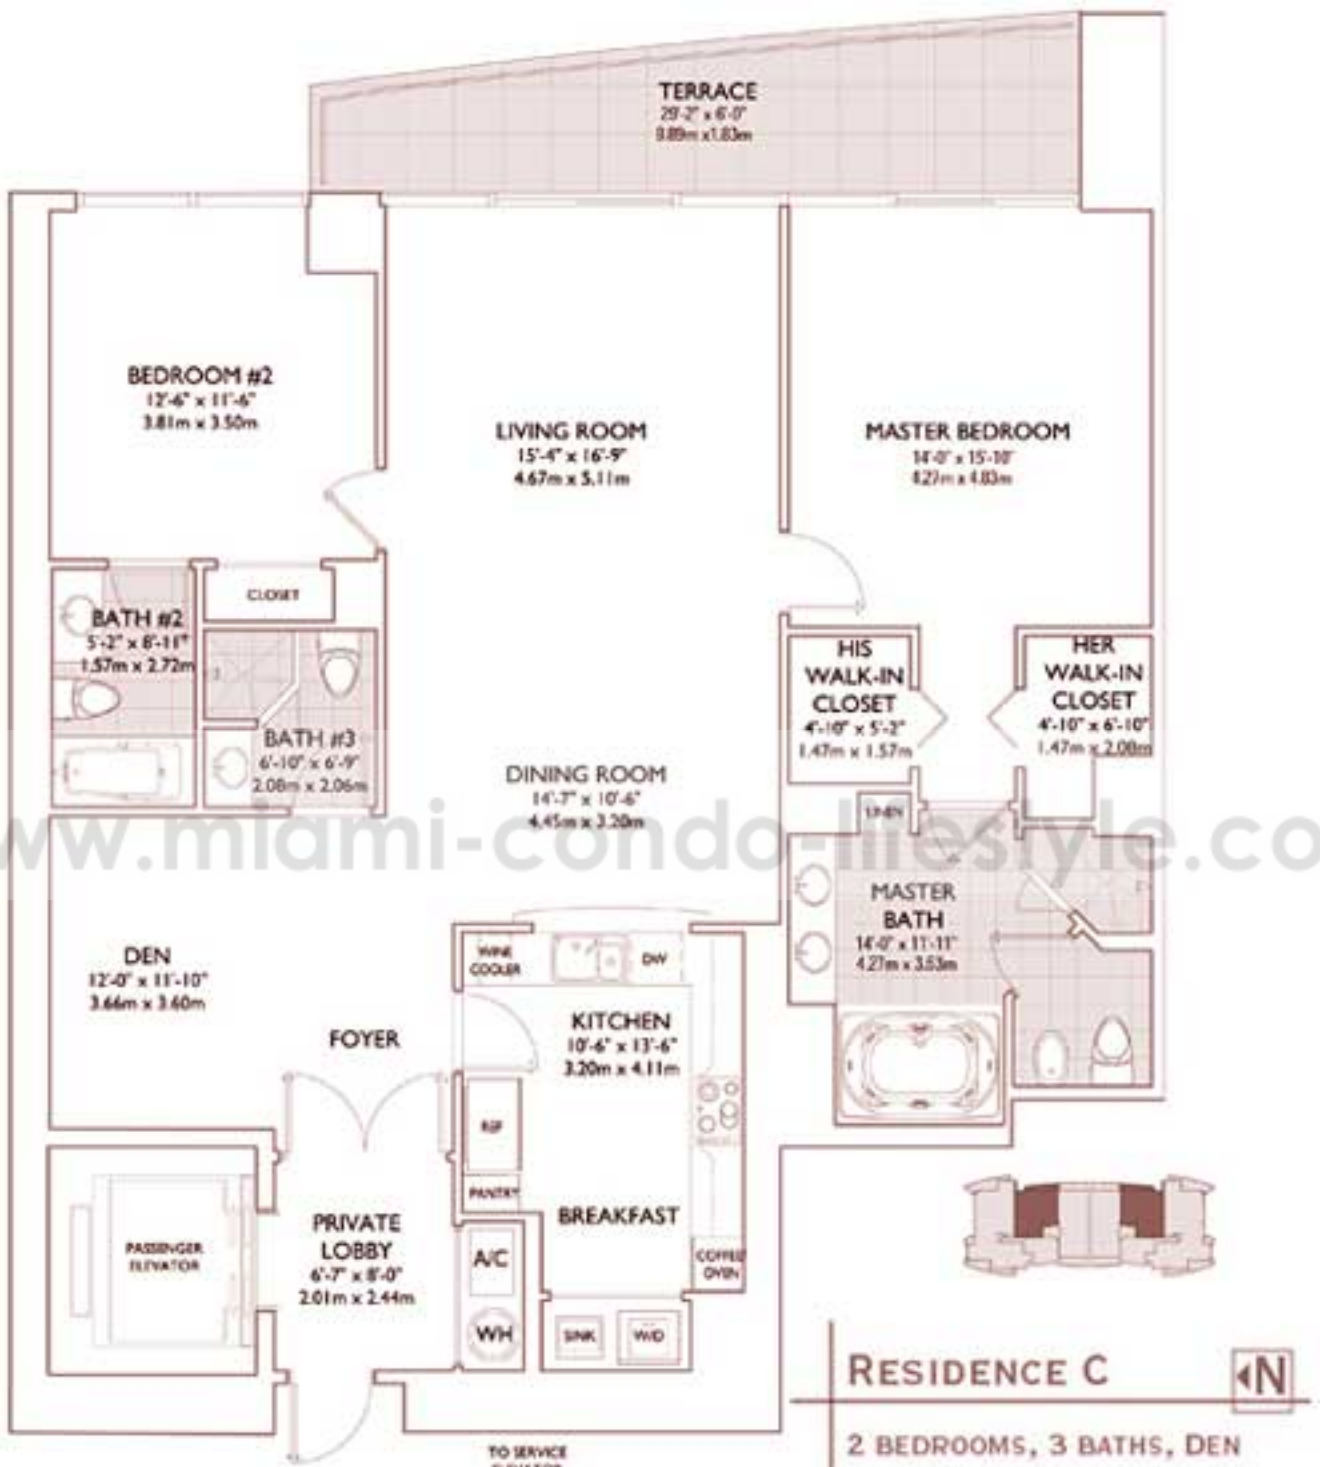 TERRACE
29'-2" x 6'-0"
8.89m x 1.83m
BEDROOM #2
12'-6" x 11'-6"
3.81m x 3.50m
LIVING ROOM
15'-4" x 16'-9"
4.67m x 5.11m
MASTER BEDROOM
14'-0" x 15'-10"
4.27m x 4.83m
CLOSET
BATH #2
5'-2" x 8'-11"
1.57m x 2.72m
HIS
WALK-IN
CLOSET
4'-10" x 5'-2"
1.47m x 1.57m
HER
WALK-IN
CLOSET
4'-10" x 6'-10"
1.47m x 2.08m
BATH #3
6'-10" x 6'-9"
2.08m x 2.06m
DINING ROOM
14'-7" x 10'-6"
4.45m x 3.20m
LINEN
www.miami-condo-lifestyle.co
MASTER
BATH
14'-0" x 11'-11"
4.27m x 3.63m
DEN
12'-0" x 11'-10"
3.66m x 3.60m
WINE
COOLER
DW
FOYER
KITCHEN
10'-6" x 13'-6"
3.20m x 4.11m
REF
PANTRY
BREAKFAST
PASSENGER
ELEVATOR
PRIVATE
LOBBY
6'-7" x 8'-0"
2.01m x 2.44m
A/C
WH
COFFEE
OVEN
SINK
W/D
TO SERVICE
RESIDENCE C
N
2 BEDROOMS, 3 BATHS, DEN